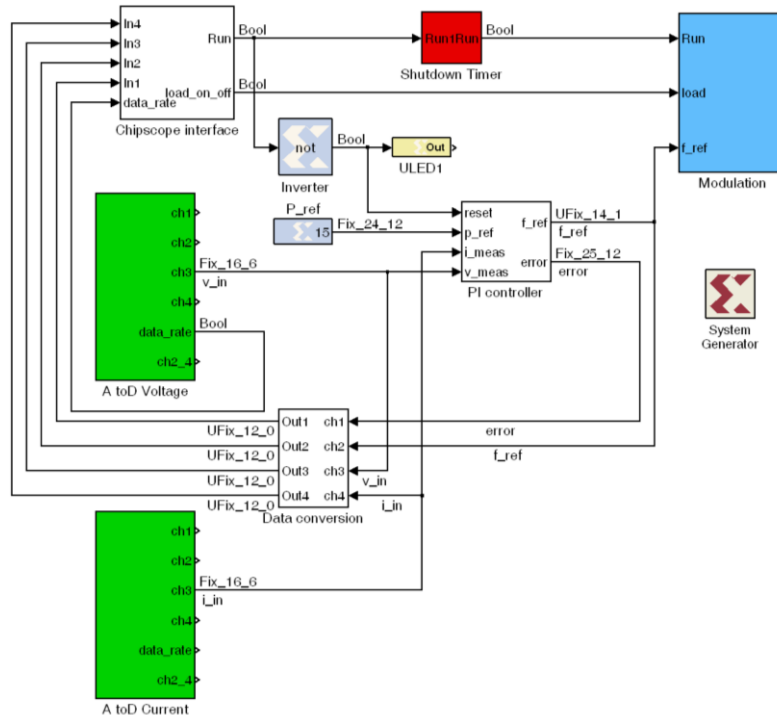 In4
In3
In2
In1
data_rate
Run
load_on_off
Chipscope interface
Bool
Bool
Run1
Run
Shutdown Timer
Bool
Run
load
f_ref
Modulation
not
Inverter
Bool
Out
ULED1
P_ref
15
Fix_24_12
reset
p_ref
i_meas
v_meas
f_ref
error
PI controller
UFix_14_1
f_ref
Fix_25_12
error
ch1
ch2
ch3
ch4
data_rate
ch2_4
A toD Voltage
Fix_16_6
v_in
Bool
System
Generator
Out1
Out2
Out3
Out4
ch1
ch2
ch3
ch4
Data conversion
UFix_12_0
UFix_12_0
UFix_12_0
UFix_12_0
error
f_ref
v_in
i_in
ch1
ch2
ch3
ch4
data_rate
ch2_4
A toD Current
Fix_16_6
i_in